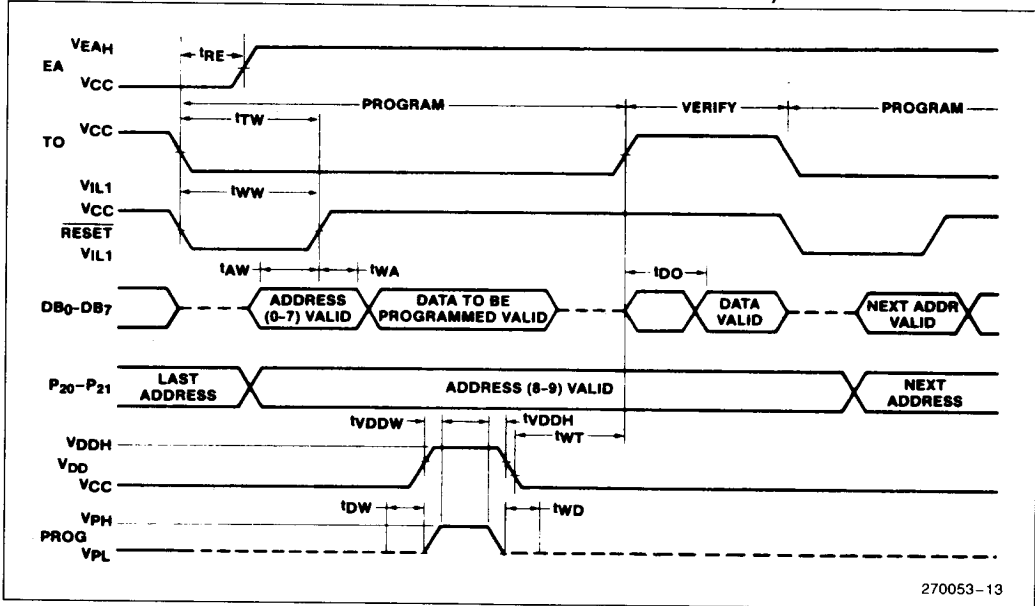 VEAH
EA
VCC
tRE
PROGRAM
VERIFY
PROGRAM
tTW
TO
VCC
VIL1
tWW
VCC
RESET
VIL1
tAW
tWA
tDO
DB0-DB7
ADDRESS
(0-7) VALID
DATA TO BE
PROGRAMMED VALID
DATA
VALID
NEXT ADDR
VALID
P20-P21
LAST
ADDRESS
ADDRESS (8-9) VALID
NEXT
ADDRESS
tVDDW
tVDDH
tWT
VDDH
VDD
VCC
tDW
tWD
VPH
PROG
VPL
270053-13